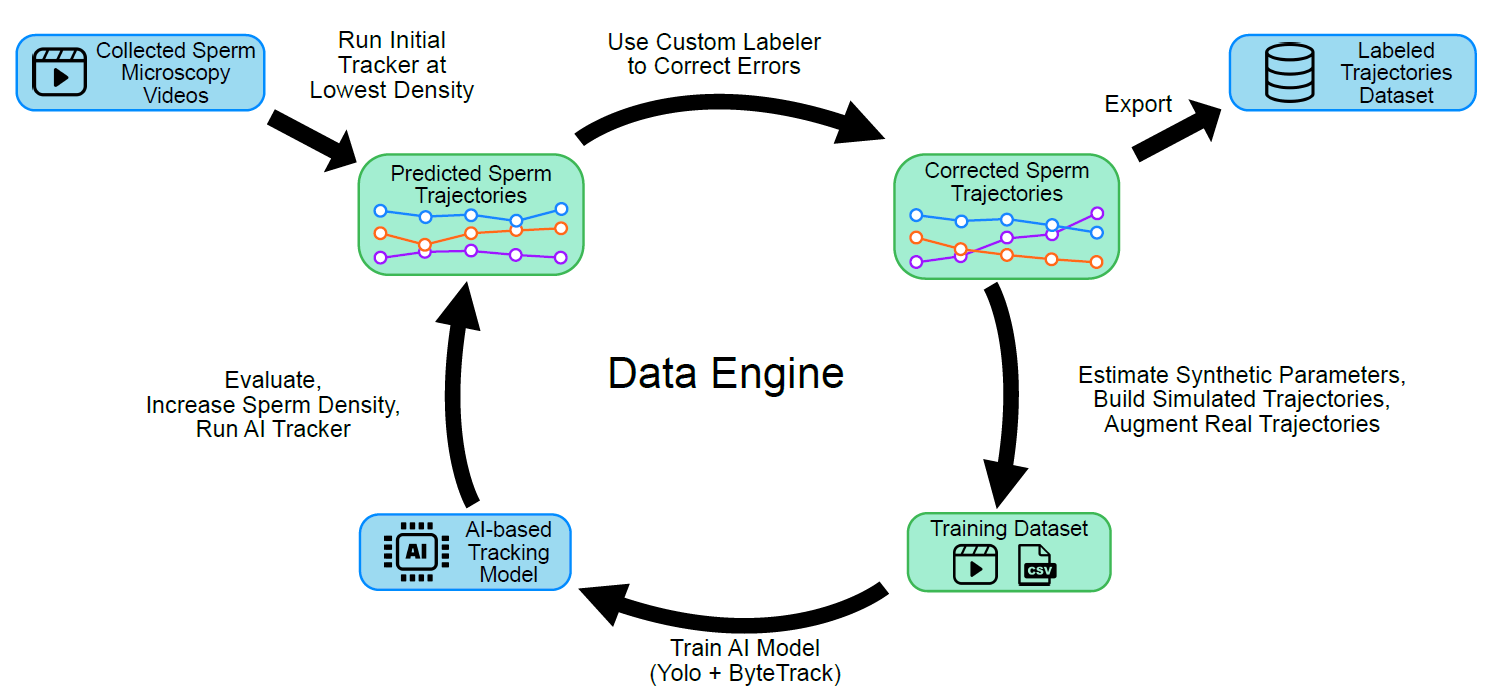 Collected Sperm
Microscopy
Videos
Run Initial
Tracker at
Lowest Density
Use Custom Labeler
to Correct Errors
Export
Labeled
Trajectories
Dataset
Predicted Sperm
Trajectories
Corrected Sperm
Trajectories
Data Engine
Evaluate,
Increase Sperm Density,
Run AI Tracker
Estimate Synthetic Parameters,
Build Simulated Trajectories,
Augment Real Trajectories
AI
AI-based
Tracking
Model
Training Dataset
CSV
Train AI Model
(Yolo + ByteTrack)